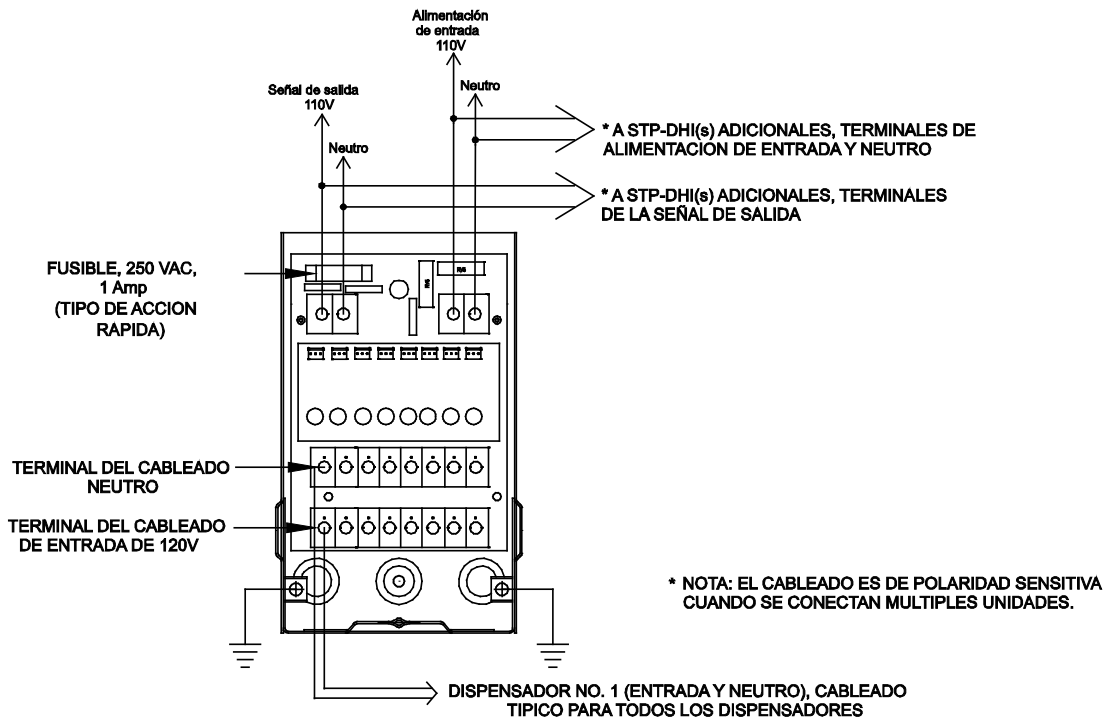 Alimentación
de entrada
110V
Neutro
Señal de salida
110V
Neutro
* A STP-DHI(s) ADICIONALES, TERMINALES DE
ALIMENTACION DE ENTRADA Y NEUTRO
* A STP-DHI(s) ADICIONALES, TERMINALES
DE LA SEÑAL DE SALIDA
FUSIBLE, 250 VAC,
1 Amp
(TIPO DE ACCION
RAPIDA)
TERMINAL DEL CABLEADO
NEUTRO
TERMINAL DEL CABLEADO
DE ENTRADA DE 120V
* NOTA: EL CABLEADO ES DE POLARIDAD SENSITIVA
CUANDO SE CONECTAN MULTIPLES UNIDADES.
DISPENSADOR NO. 1 (ENTRADA Y NEUTRO), CABLEADO
TIPICO PARA TODOS LOS DISPENSADORES